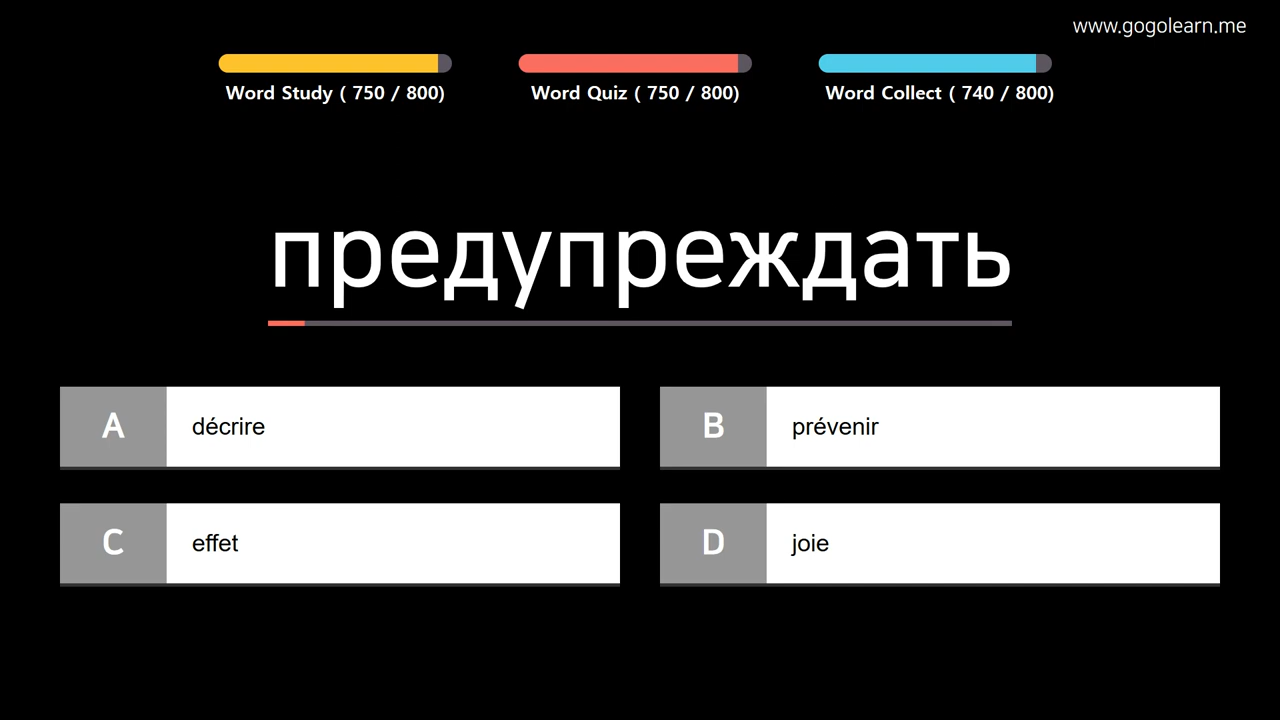 www.gogolearn.me
Word Study ( 750 / 800)
Word Quiz ( 750 / 800)
Word Collect ( 740 / 800)
предупреждать
A décrire
B prévenir
C effet
D joie